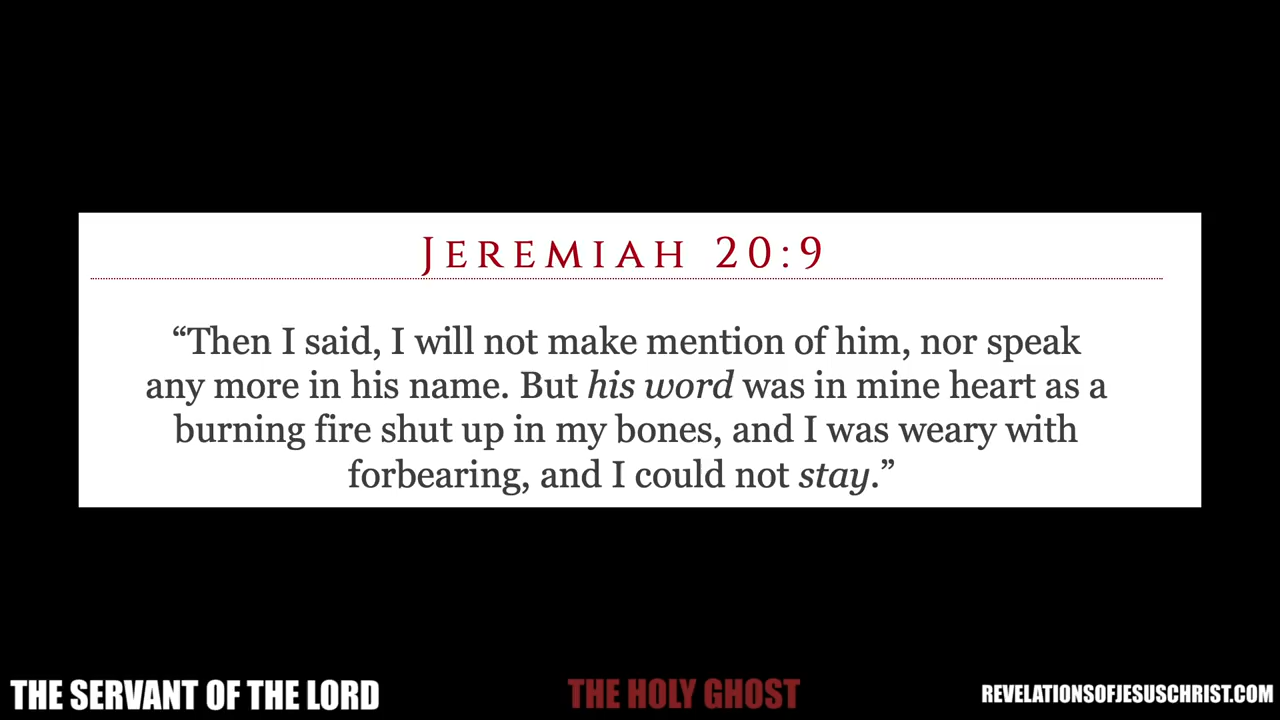 JEREMIAH 20:9
“Then I said, I will not make mention of him, nor speak
any more in his name. But his word was in mine heart as a
burning fire shut up in my bones, and I was weary with
forbearing, and I could not stay.”
THE SERVANT OF THE LORD
THE HOLY GHOST
REVELATIONSOFJESUSCHRIST.COM